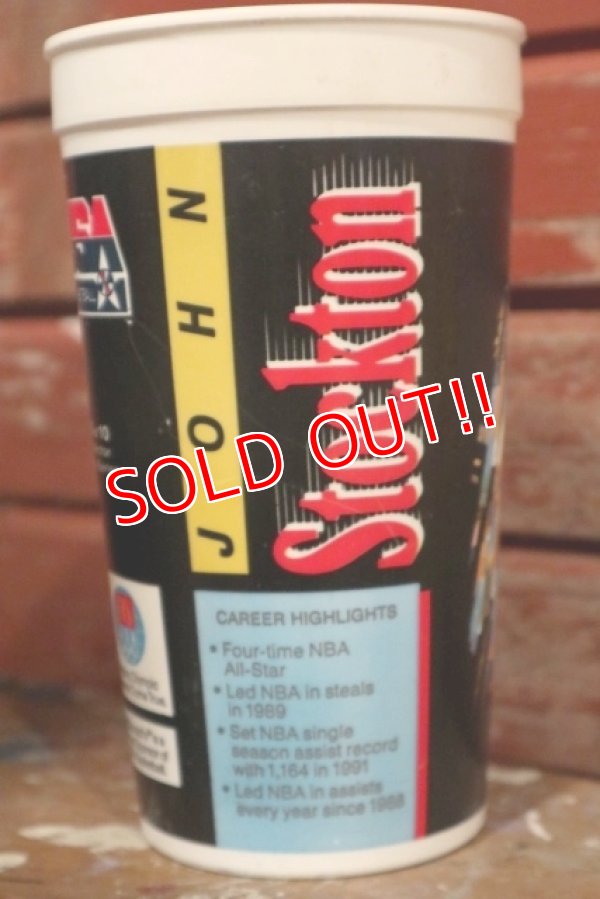 JOHN
Stockton
SOLD OUT!!
CAREER HIGHLIGHTS
• Four-time NBA
All-Star
• Led NBA in steals
in 1989
• Set NBA single
season assist record
with 1,164 in 1991
• Led NBA in assists
every year since 1988